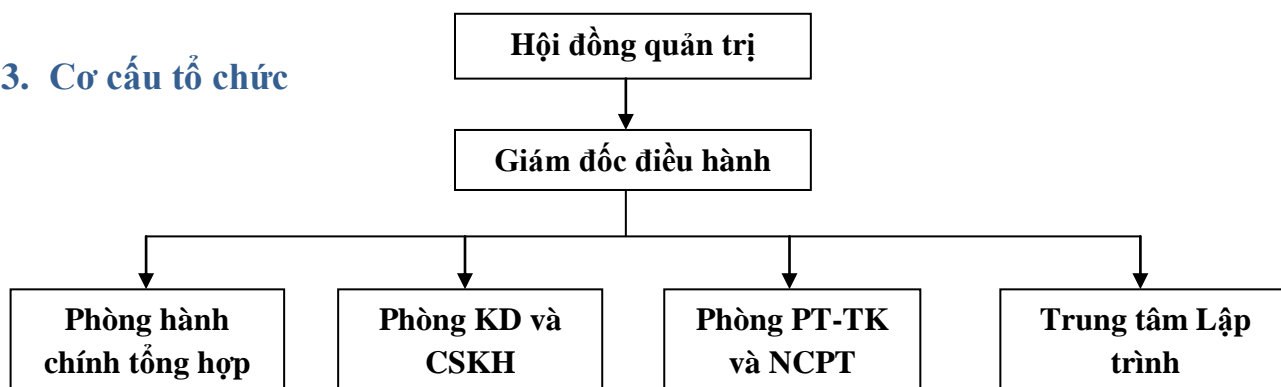 Hội đồng quản trị
3. Cơ cấu tổ chức
Giám đốc điều hành
Phòng hành
chính tổng hợp
Phòng KD và
CSKH
Phòng PT-TK
và NCPT
Trung tâm Lập
trình